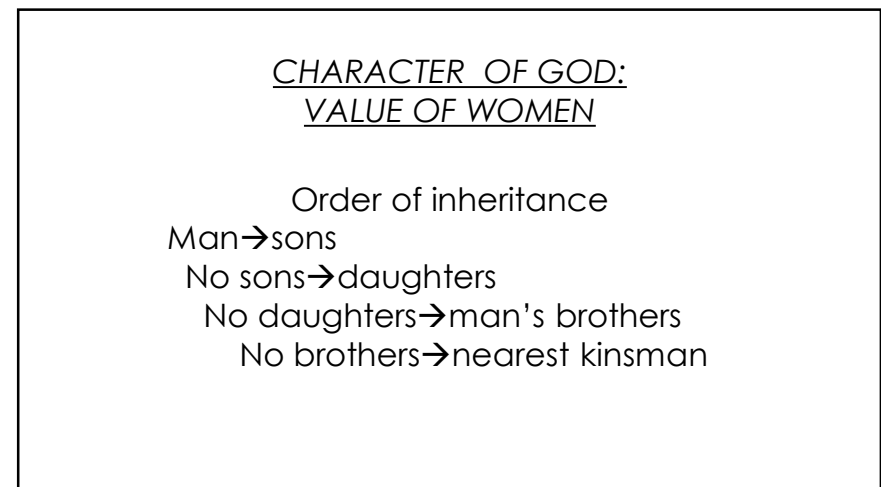 CHARACTER OF GOD:
VALUE OF WOMEN
Order of inheritance
Man→sons
No sons→daughters
No daughters→man’s brothers
No brothers→nearest kinsman